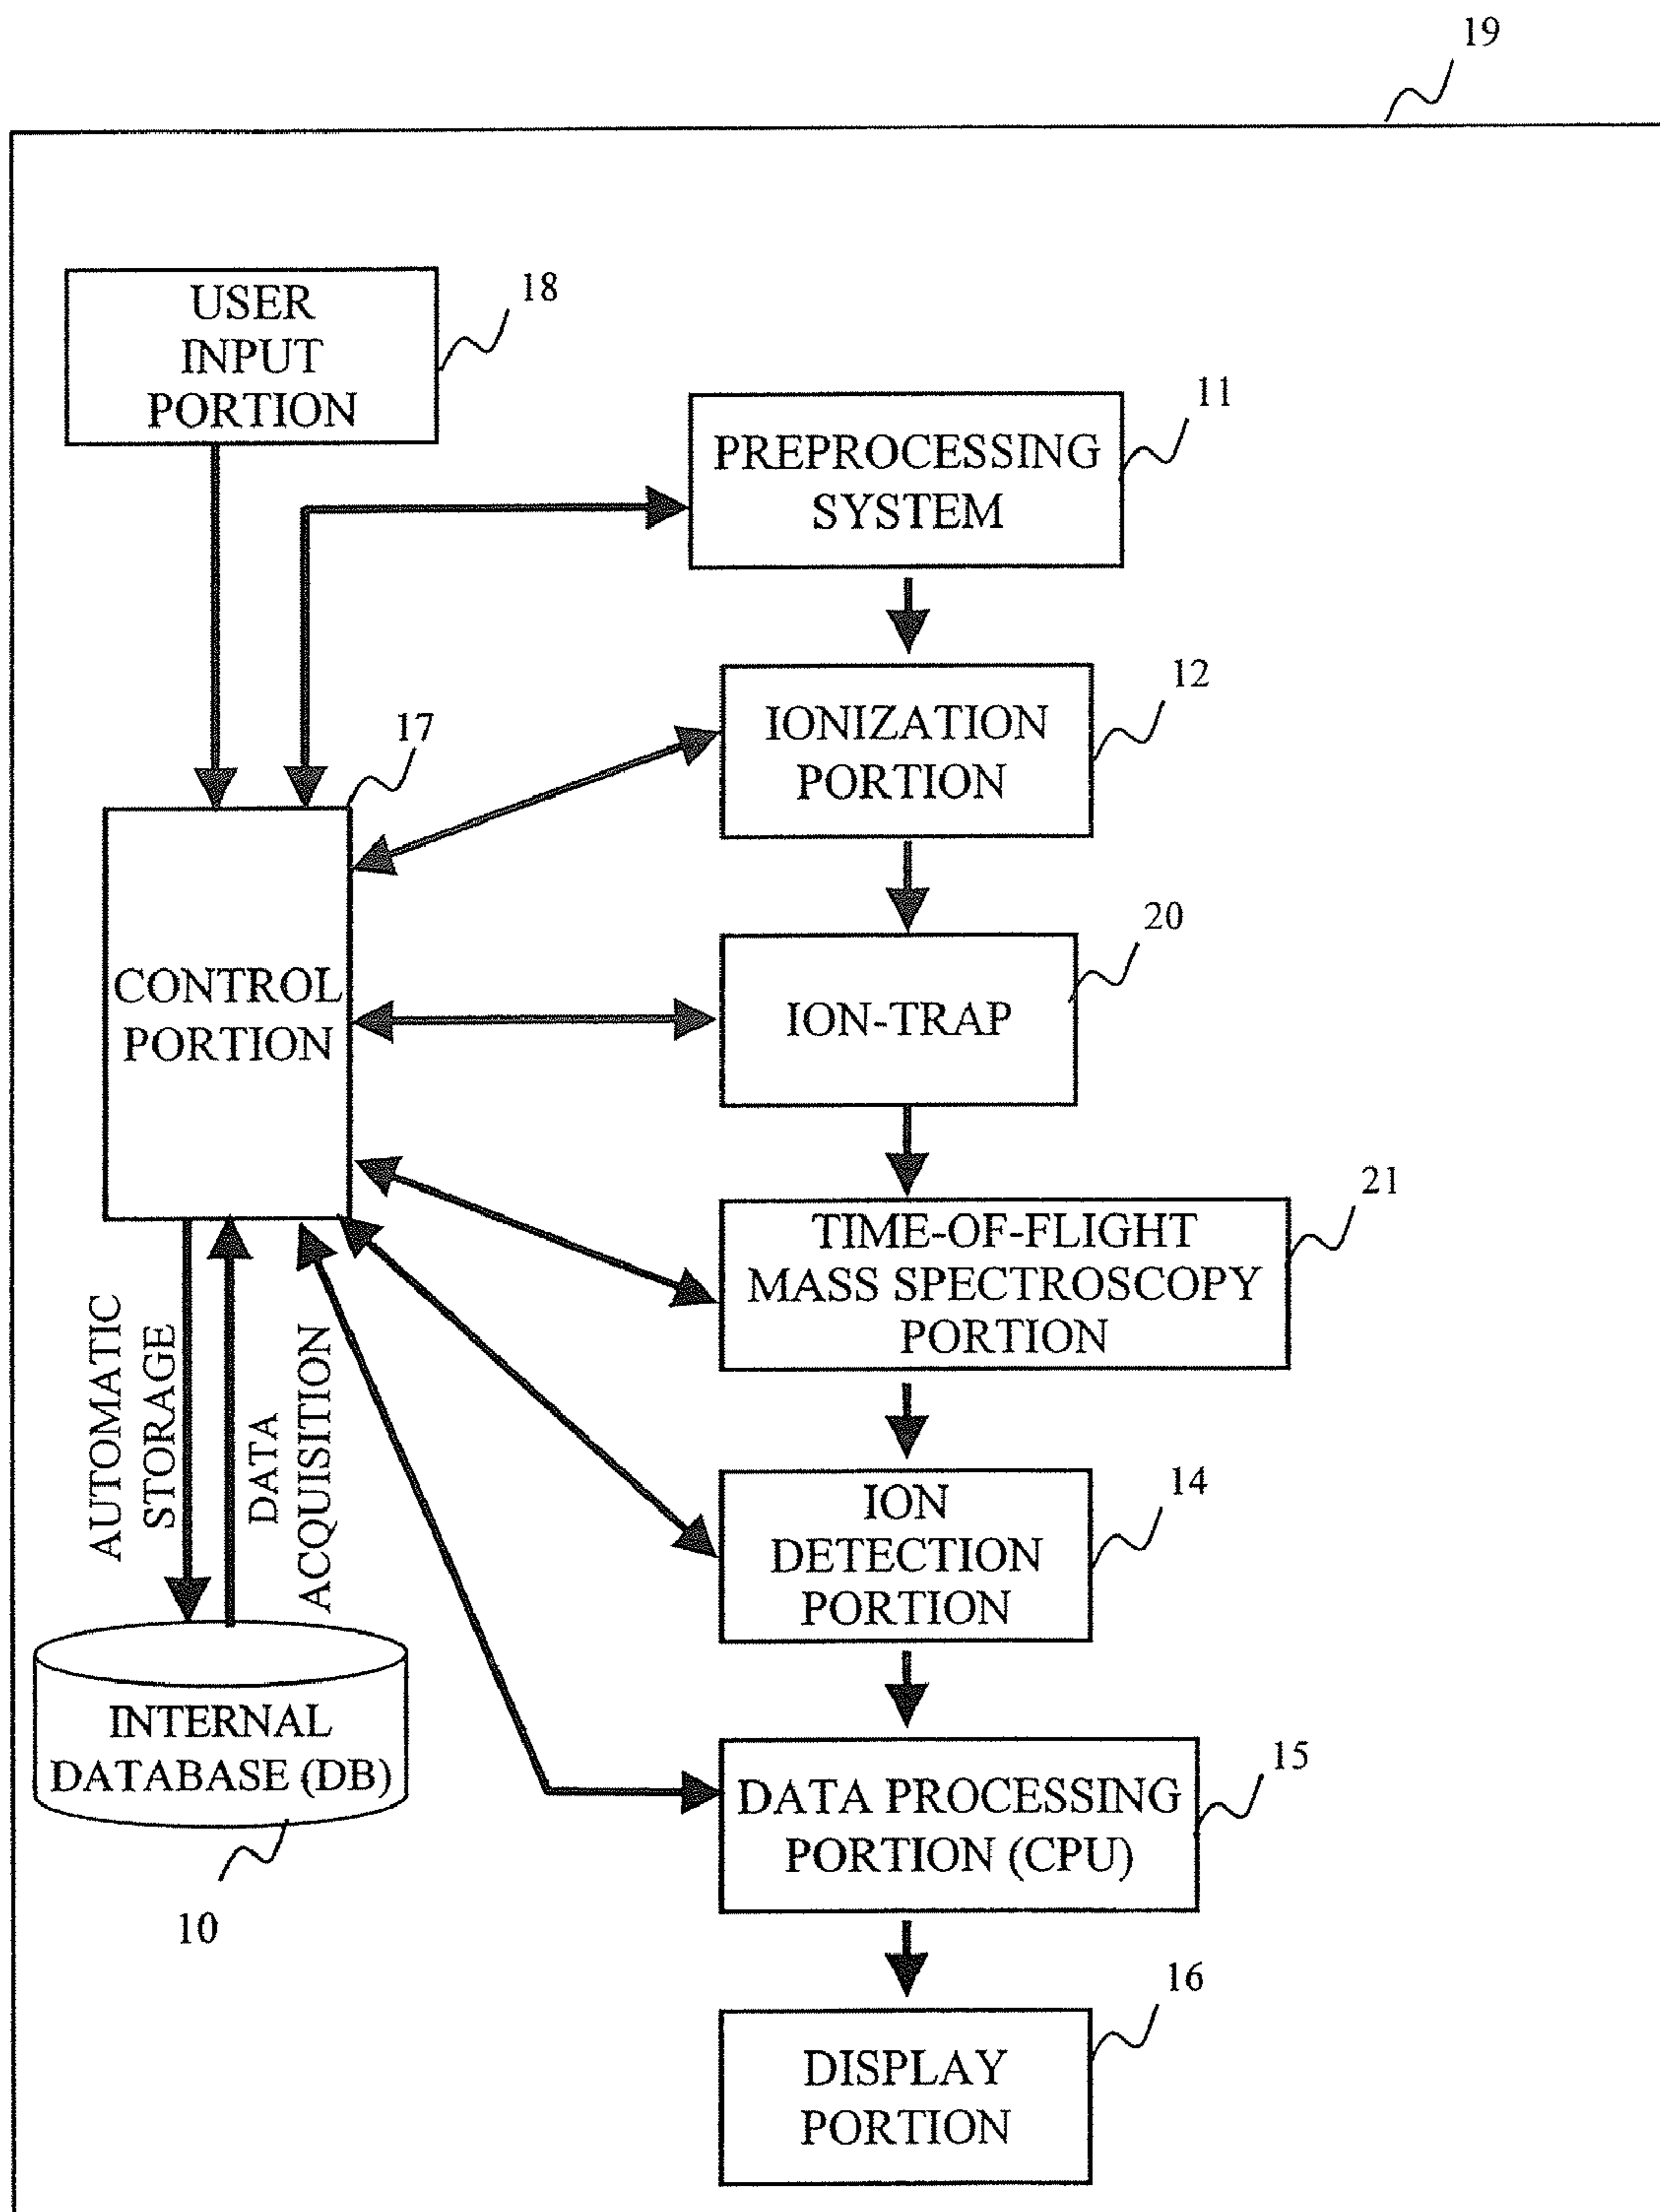 19
USER
INPUT
PORTION
18
PREPROCESSING
SYSTEM
11
IONIZATION
PORTION
12
17
CONTROL
PORTION
ION-TRAP
20
TIME-OF-FLIGHT
MASS SPECTROSCOPY
PORTION
21
AUTOMATIC
STORAGE
DATA
ACQUISITION
ION
DETECTION
PORTION
14
INTERNAL
DATABASE (DB)
10
DATA PROCESSING
PORTION (CPU)
15
DISPLAY
PORTION
16